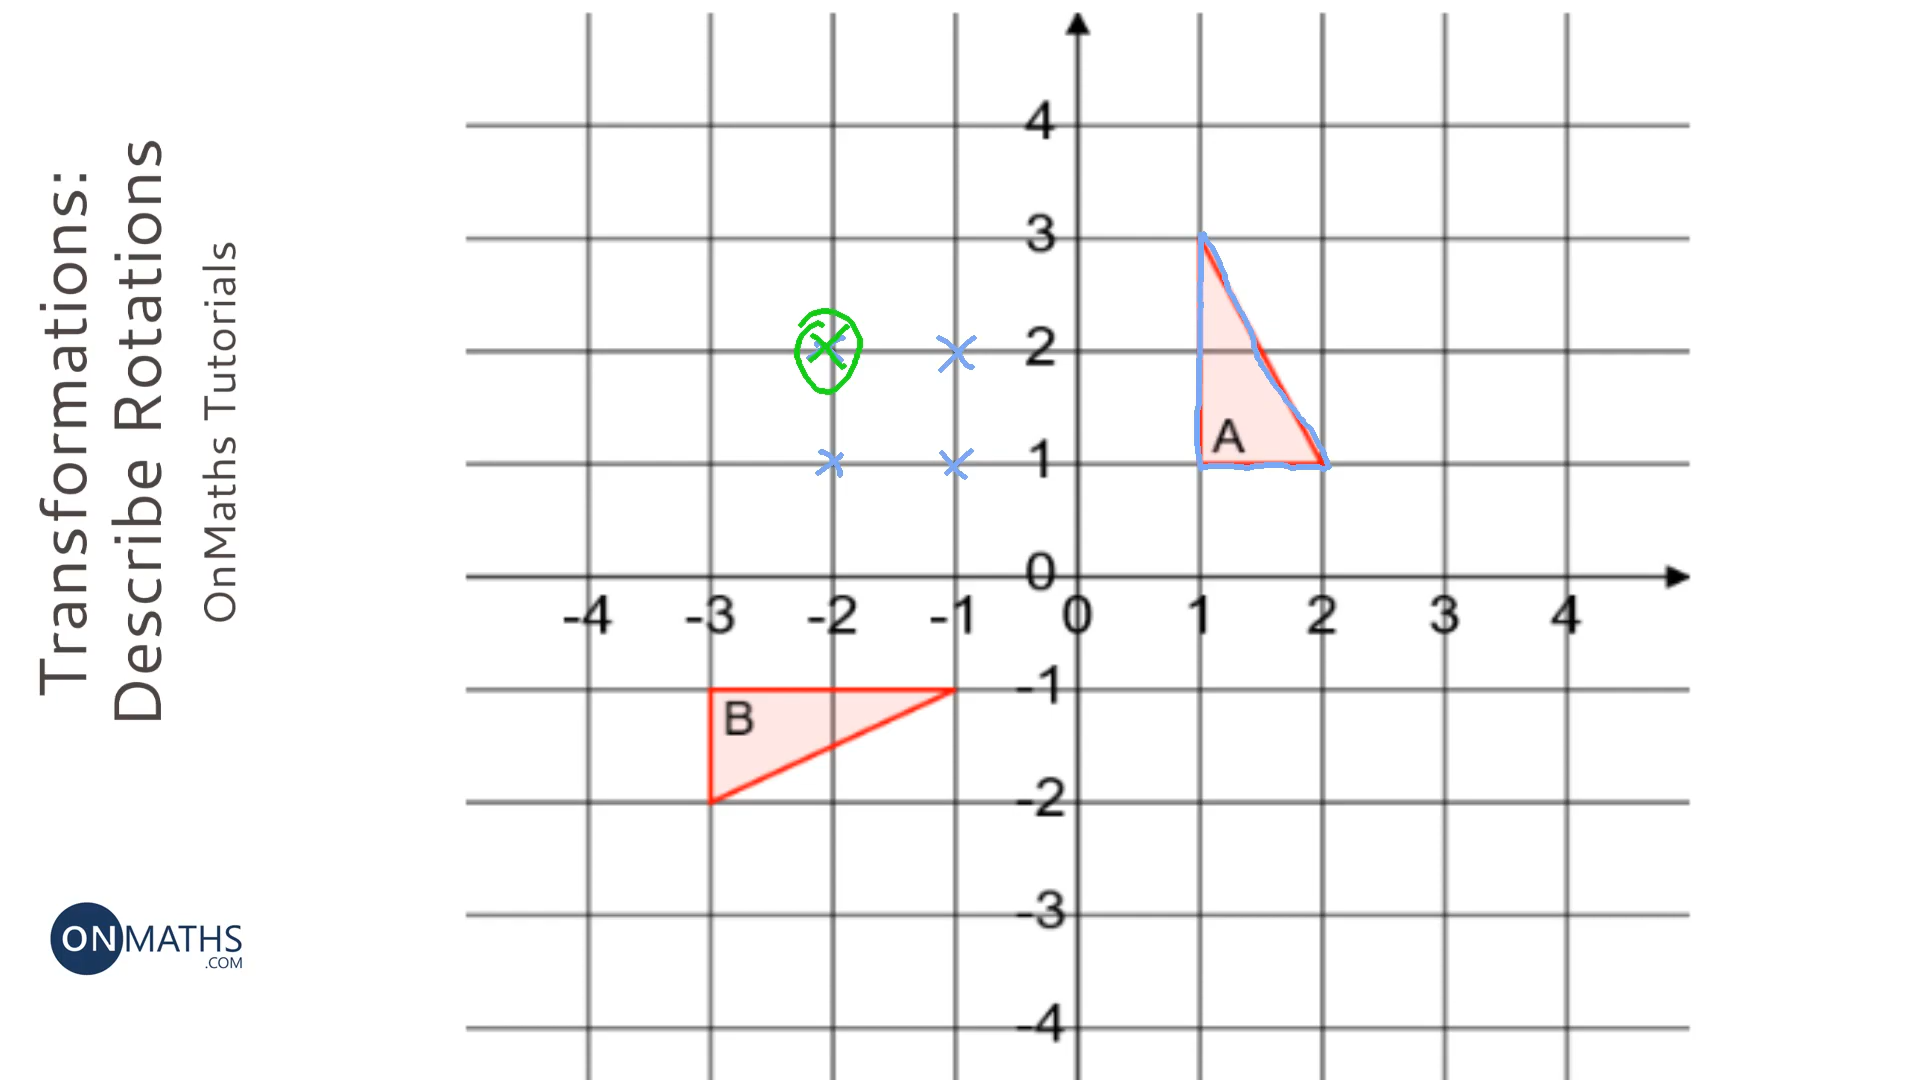 Transformations:
Describe Rotations
OnMaths Tutorials
4
3
2
1
0
-4 -3 -2 -1 0 1 2 3 4
-1
-2
-3
-4
A
B
ONMATHS
.COM